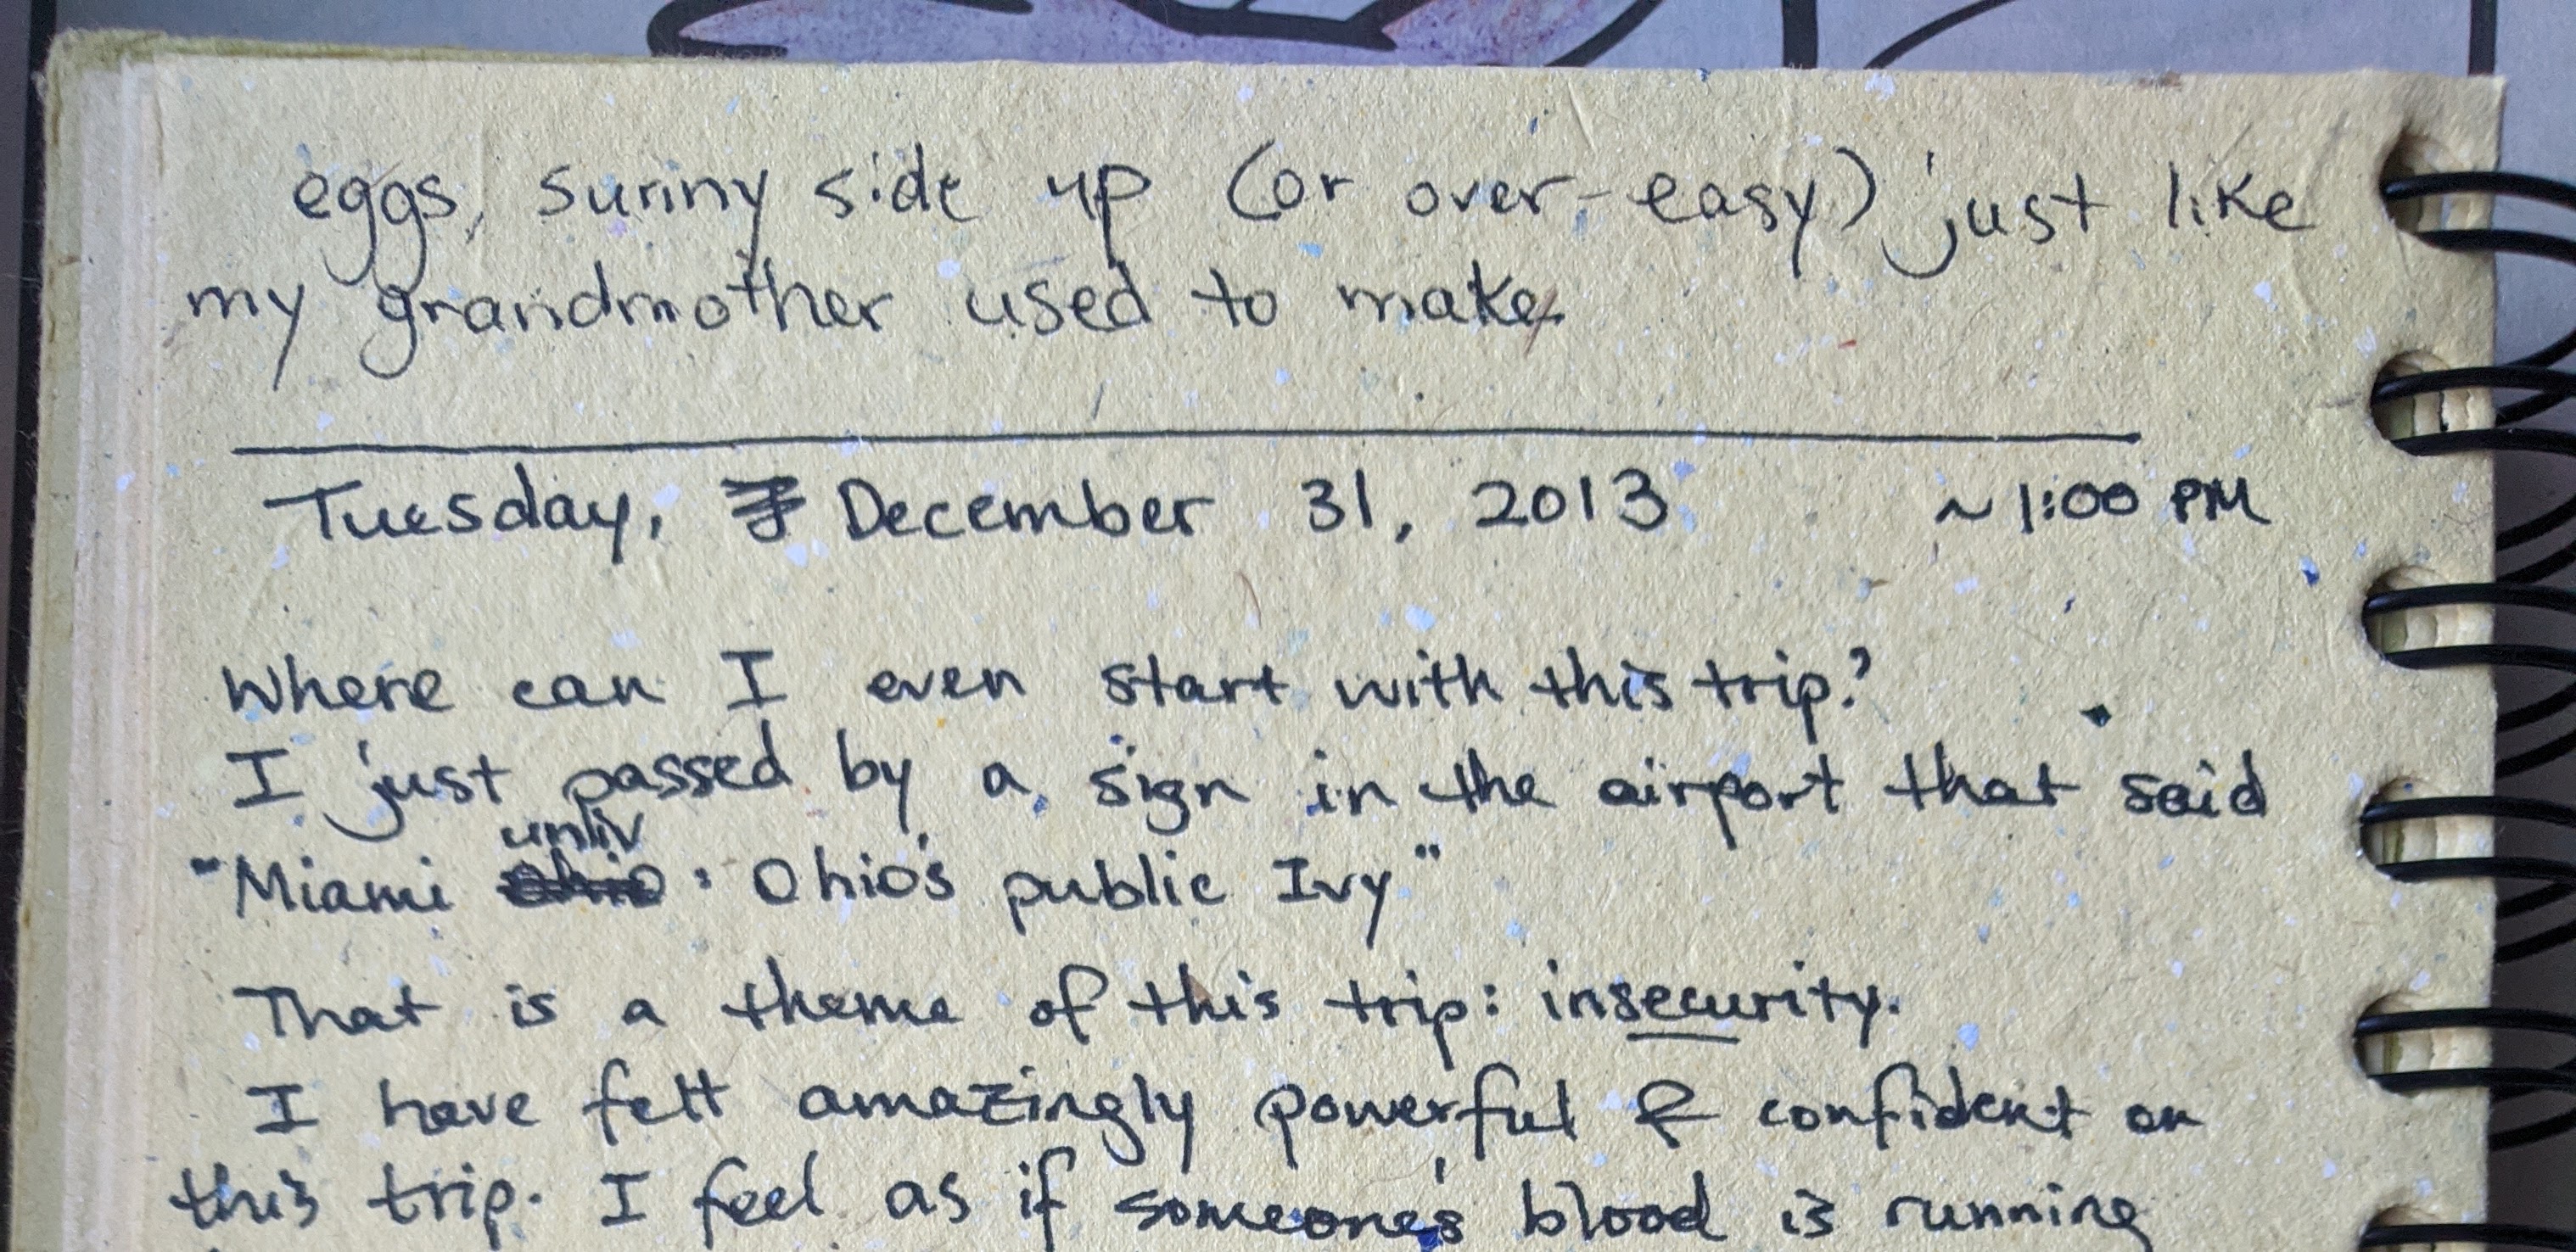 eggs, sunny side up (or over-easy) just like
my grandmother used to make
Tuesday, December 31, 2013 ~1:00 PM
Where can I even start with this trip?
I just passed by a sign in the airport that said
"Miami univ: Ohio's public Ivy"
That is a theme of this trip: insecurity.
I have felt amazingly powerful & confident on
this trip. I feel as if someone's blood is running